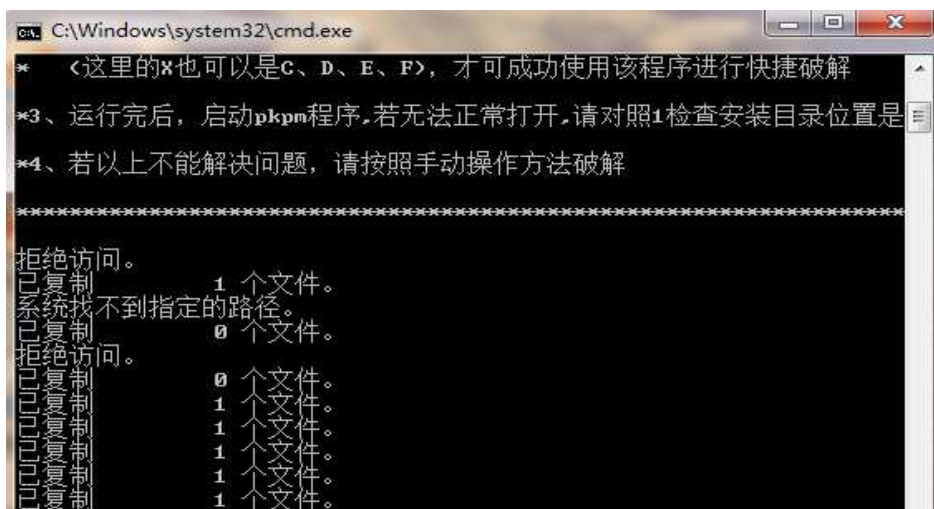 C:\Windows\system32\cmd.exe
* （这里的X也可以是C、D、E、F），才可成功使用该程序进行快捷破解
*3、运行完后，启动pkpm程序,若无法正常打开,请对照1检查安装目录位置是
*4、若以上不能解决问题，请按照手动操作方法破解
******************************************************************
拒绝访问。
已复制         1 个文件。
系统找不到指定的路径。
已复制         0 个文件。
拒绝访问。
已复制         0 个文件。
已复制         1 个文件。
已复制         1 个文件。
已复制         1 个文件。
已复制         1 个文件。
已复制         1 个文件。